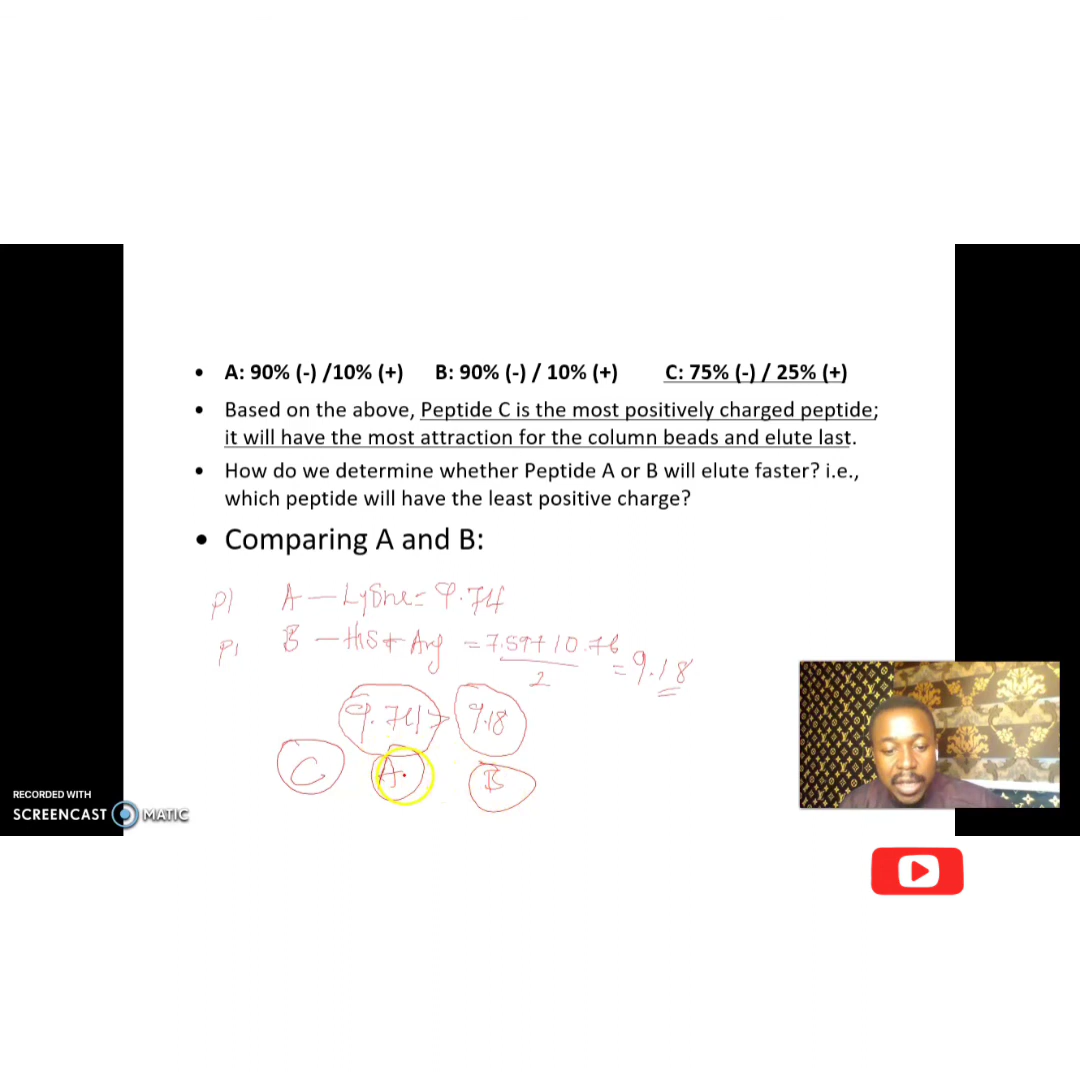 • A: 90% (-) /10% (+) B: 90% (-) / 10% (+) C: 75% (-) / 25% (+)
• Based on the above, Peptide C is the most positively charged peptide;
it will have the most attraction for the column beads and elute last.
• How do we determine whether Peptide A or B will elute faster? i.e.,
which peptide will have the least positive charge?
• Comparing A and B:
PI A — Lysine = 9.74
PI B — His + Arg = 7.59 + 10.76
2
= 9.18
9.74 > 9.18
C A B
RECORDED WITH
SCREENCAST MATIC